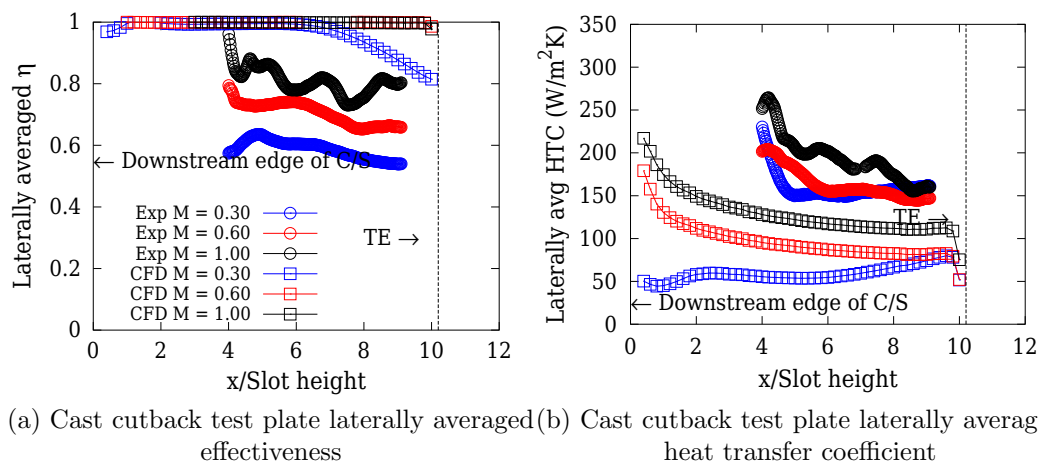 1
0.8
0.6
0.4
0.2
1
Laterally averaged η
← Downstream edge of C/S
Exp M = 0.30
Exp M = 0.60
Exp M = 1.00
CFD M = 0.30
CFD M = 0.60
CFD M = 1.00
TE →
0 2 4 6 8 10 12
x/Slot height
(a) Cast cutback test plate laterally averaged
effectiveness
350
300
250
200
150
100
50
0
Laterally avg HTC (W/m^2K)
TE →
← Downstream edge of C/S
0 2 4 6 8 10 12
x/Slot height
(b) Cast cutback test plate laterally averag
heat transfer coefficient